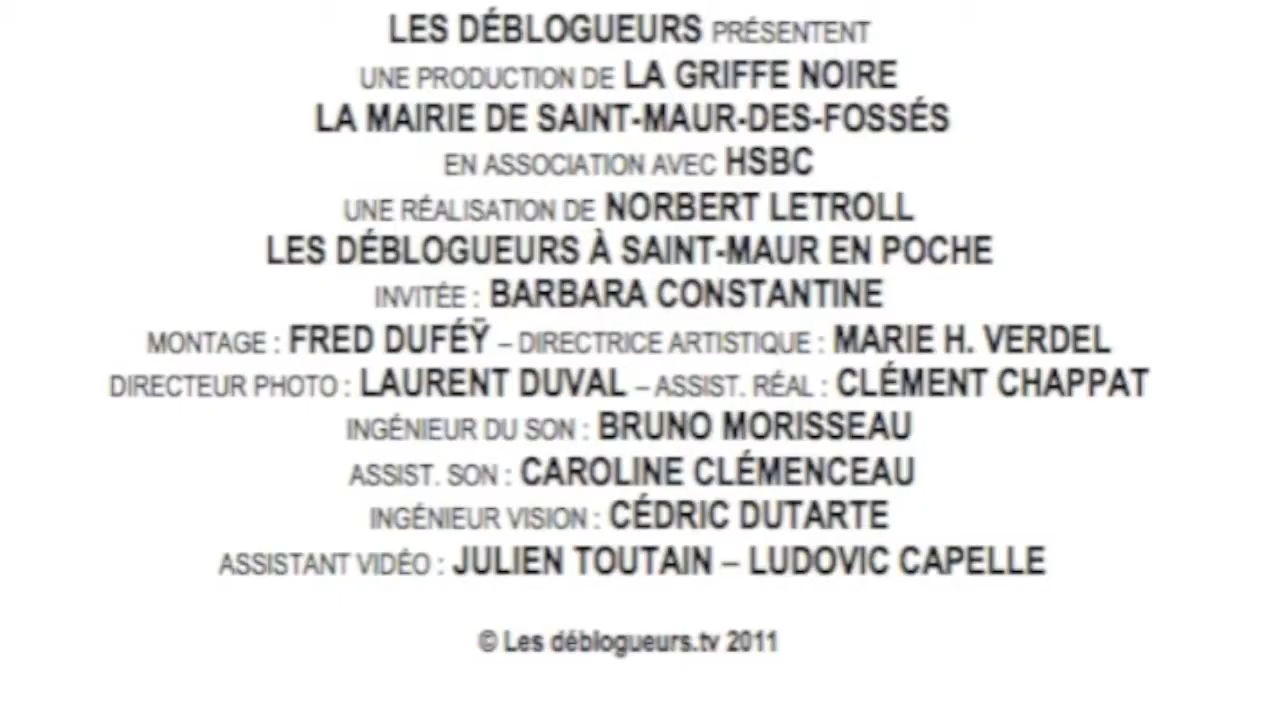 LES DÉBLOGUEURS PRÉSENTENT
UNE PRODUCTION DE LA GRIFFE NOIRE
LA MAIRIE DE SAINT-MAUR-DES-FOSSÉS
EN ASSOCIATION AVEC HSBC
UNE RÉALISATION DE NORBERT LETROLL
LES DÉBLOGUEURS À SAINT-MAUR EN POCHE
INVITÉE : BARBARA CONSTANTINE
MONTAGE : FRED DUFÉŸ – DIRECTRICE ARTISTIQUE : MARIE H. VERDEL
DIRECTEUR PHOTO : LAURENT DUVAL – ASSIST. RÉAL : CLÉMENT CHAPPAT
INGÉNIEUR DU SON : BRUNO MORISSEAU
ASSIST. SON : CAROLINE CLÉMENCEAU
INGÉNIEUR VISION : CÉDRIC DUTARTE
ASSISTANT VIDÉO : JULIEN TOUTAIN – LUDOVIC CAPELLE
© Les déblogueurs.tv 2011